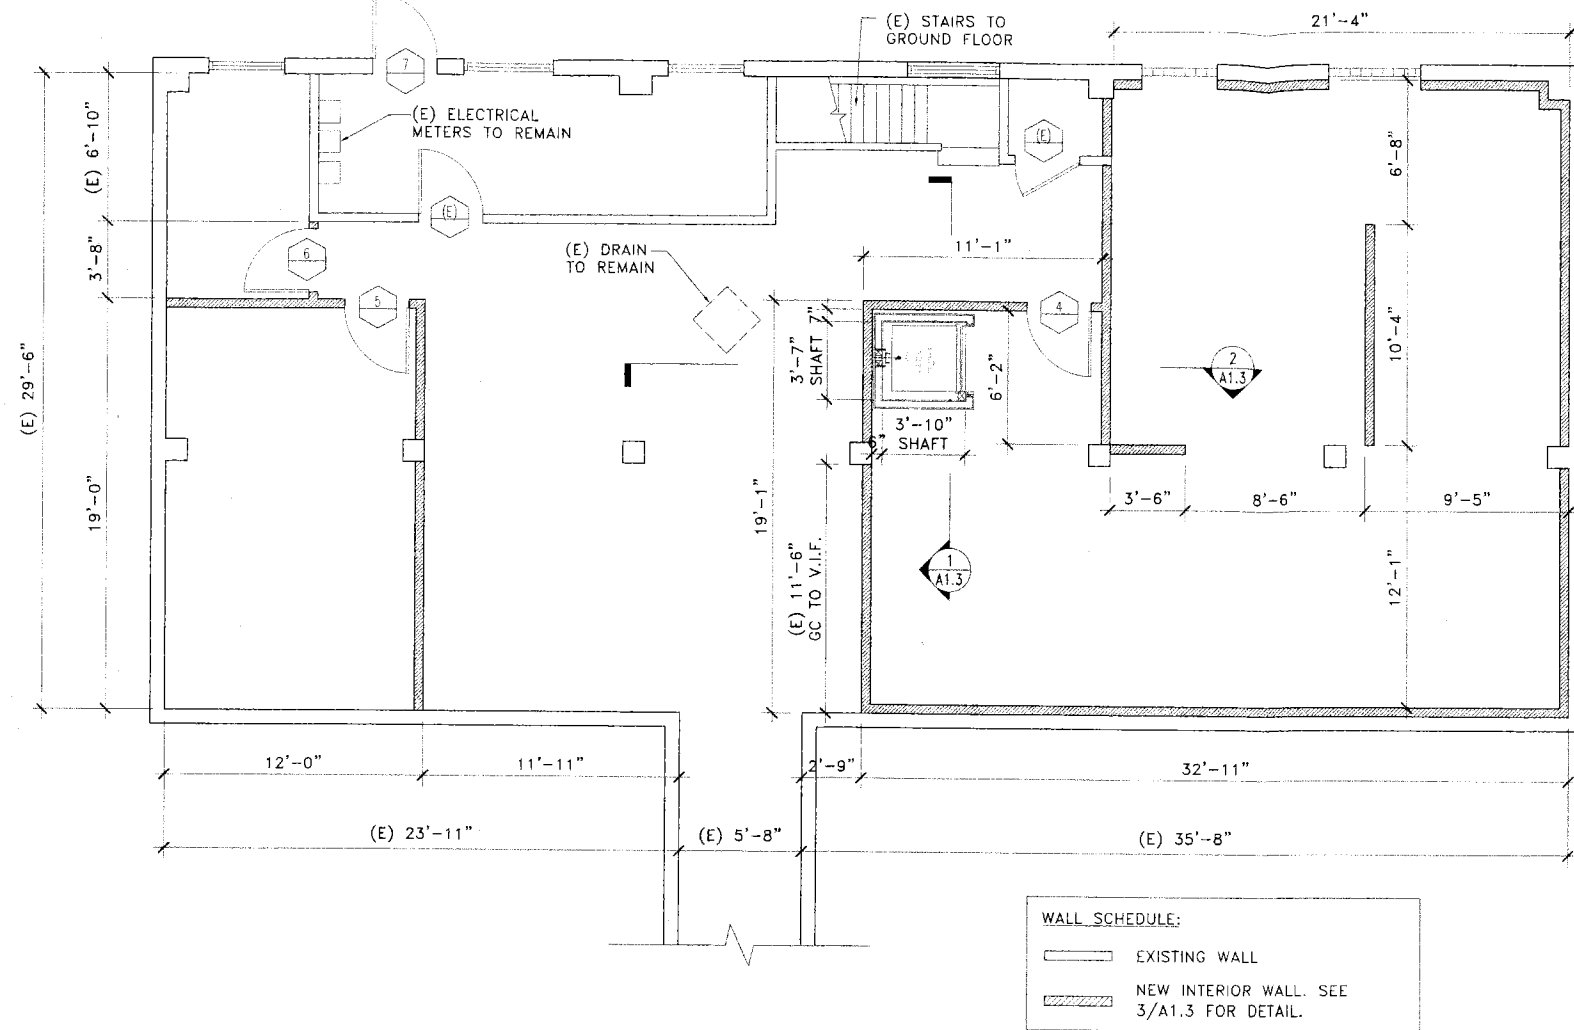 (E) STAIRS TO
GROUND FLOOR
21'-4"
7
(E) ELECTRICAL
METERS TO REMAIN
(E) 6'-10"
(E)
6'-8"
(E)
6
3'-8"
(E) DRAIN
TO REMAIN
11'-1"
5
4
7"
3'-7"
SHAFT
6'-2"
10'-4"
2
A1.3
(E) 29'-6"
3'-10"
SHAFT
6"
19'-0"
19'-1"
3'-6"
8'-6"
9'-5"
(E) 11'-6"
GC TO V.I.F.
1
A1.3
12'-1"
12'-0"
11'-11"
2'-9"
32'-11"
(E) 23'-11"
(E) 5'-8"
(E) 35'-8"
WALL SCHEDULE:
EXISTING WALL
NEW INTERIOR WALL. SEE
3/A1.3 FOR DETAIL.